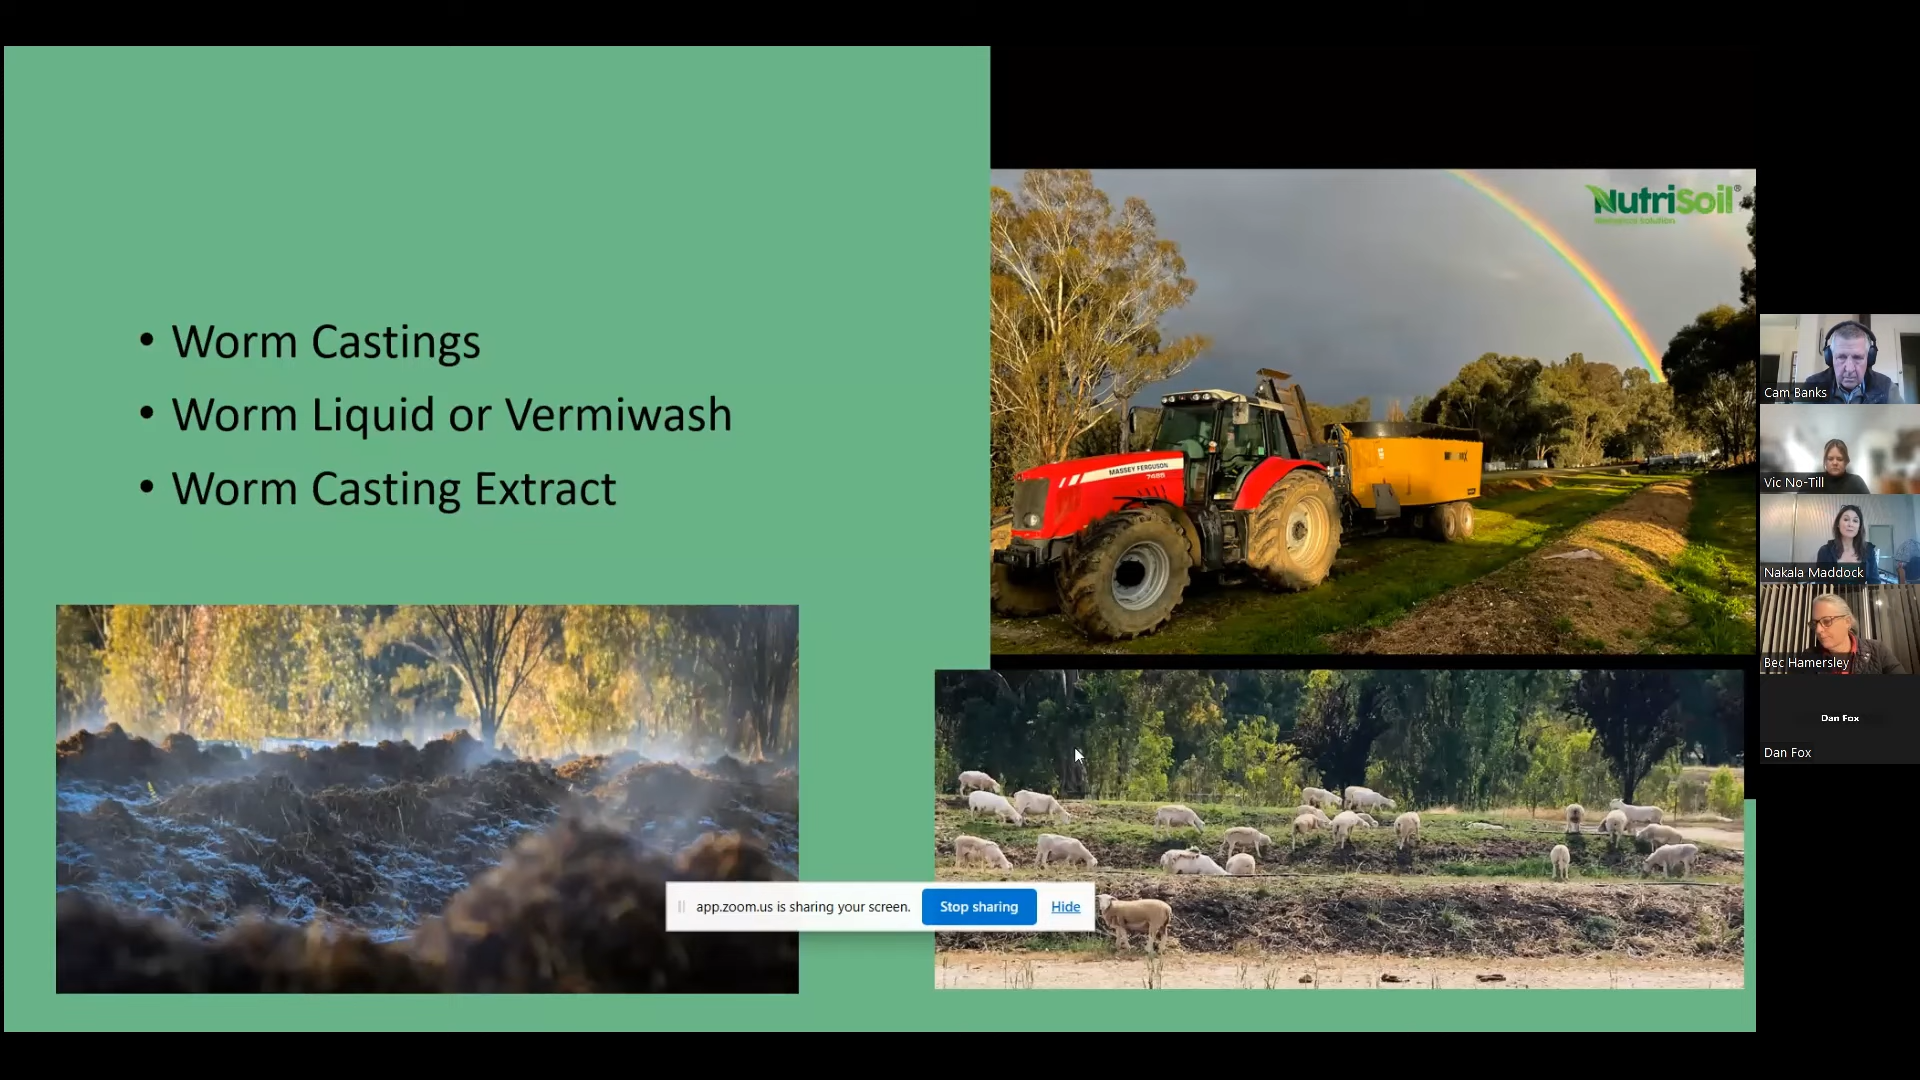 • Worm Castings
• Worm Liquid or Vermiwash
• Worm Casting Extract
NutriSoil®
MASSEY FERGUSON
7485
app.zoom.us is sharing your screen.
Stop sharing
Hide
Cam Banks
Vic No-Till
Nakala Maddock
Bec Hamersley
Dan Fox
Dan Fox